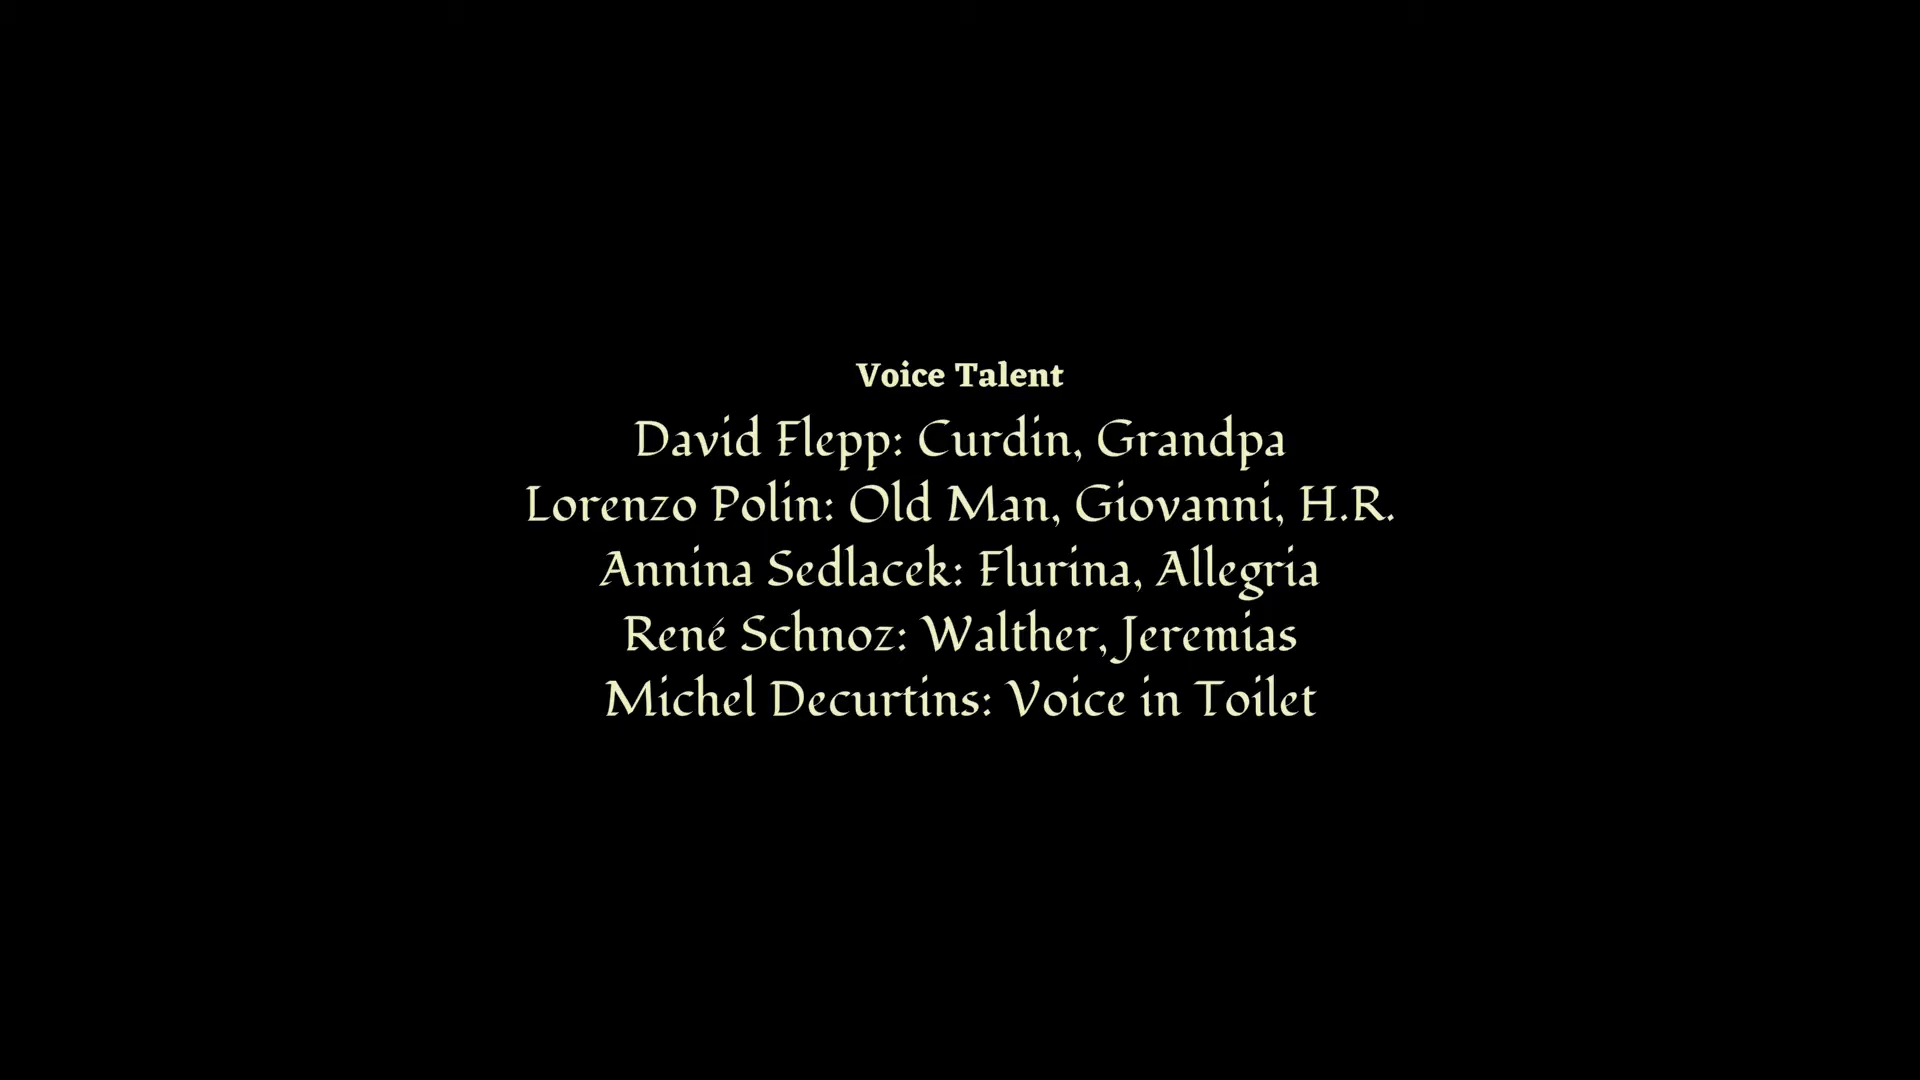 Voice Talent
David Flepp: Curdin, Grandpa
Lorenzo Polin: Old Man, Giovanni, H.R.
Annina Sedlacek: Flurina, Allegria
René Schnoz: Walther, Jeremias
Michel Decurtins: Voice in Toilet